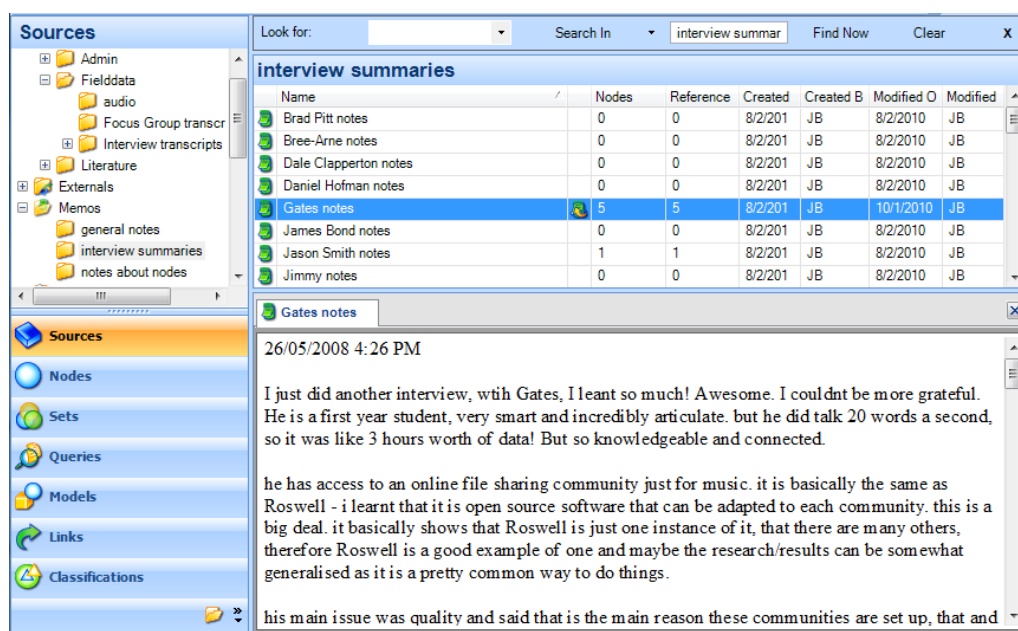 Sources
Admin
Fielddata
audio
Focus Group transcr
Interview transcripts
Literature
Externals
Memos
general notes
interview summaries
notes about nodes
Sources
Nodes
Sets
Queries
Models
Links
Classifications
Look for: Search In interview summar Find Now Clear x
interview summaries
Name Nodes Reference Created Created B Modified O Modified
Brad Pitt notes 0 0 8/2/201 JB 8/2/2010 JB
Bree-Arne notes 0 0 8/2/201 JB 8/2/2010 JB
Dale Clapperton notes 0 0 8/2/201 JB 8/2/2010 JB
Daniel Hofman notes 0 0 8/2/201 JB 8/2/2010 JB
Gates notes 5 5 8/2/201 JB 10/1/2010 JB
James Bond notes 0 0 8/2/201 JB 8/2/2010 JB
Jason Smith notes 1 1 8/2/201 JB 8/2/2010 JB
Jimmy notes 0 0 8/2/201 JB 8/2/2010 JB
Gates notes
26/05/2008 4:26 PM
I just did another interview, wtih Gates, I leant so much! Awesome. I couldnt be more grateful.
He is a first year student, very smart and incredibly articulate. but he did talk 20 words a second,
so it was like 3 hours worth of data! But so knowledgeable and connected.
he has access to an online file sharing community just for music. it is basically the same as
Roswell - i learnt that it is open source software that can be adapted to each community. this is a
big deal. it basically shows that Roswell is just one instance of it, that there are many others,
therefore Roswell is a good example of one and maybe the research/results can be somewhat
generalised as it is a pretty common way to do things.
his main issue was quality and said that is the main reason these communities are set up, that and